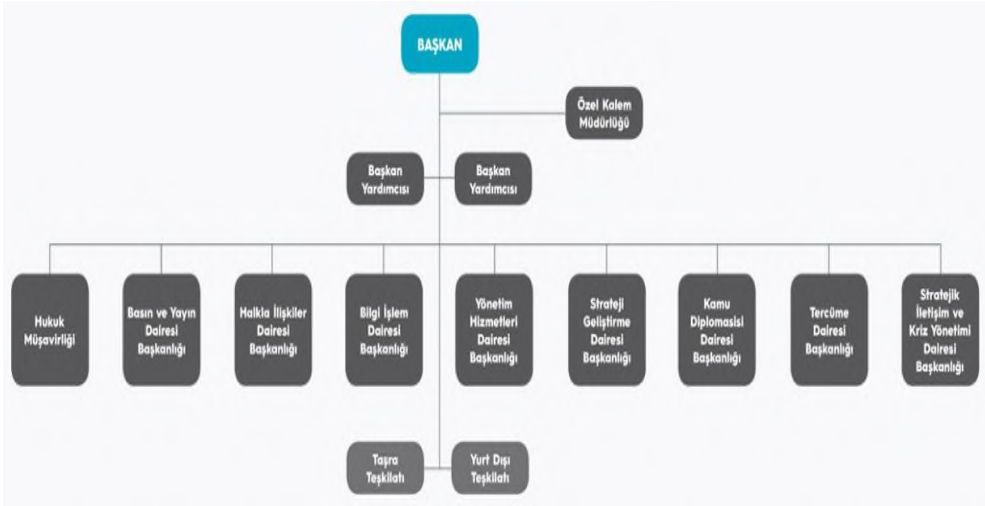 BAŞKAN
Özel Kalem
Müdürlüğü
Başkan
Yardımcısı
Başkan
Yardımcısı
Hukuk
Müşavirliği
Basın ve Yayın
Dairesi
Başkanlığı
Halkla İlişkiler
Dairesi
Başkanlığı
Bilgi İşlem
Dairesi
Başkanlığı
Yönetim
Hizmetleri
Dairesi
Başkanlığı
Strateji
Geliştirme
Dairesi
Başkanlığı
Kamu
Diplomasisi
Dairesi
Başkanlığı
Tercüme
Dairesi
Başkanlığı
Stratejik
İletişim ve
Kriz Yönetimi
Dairesi
Başkanlığı
Taşra
Teşkilatı
Yurt Dışı
Teşkilatı